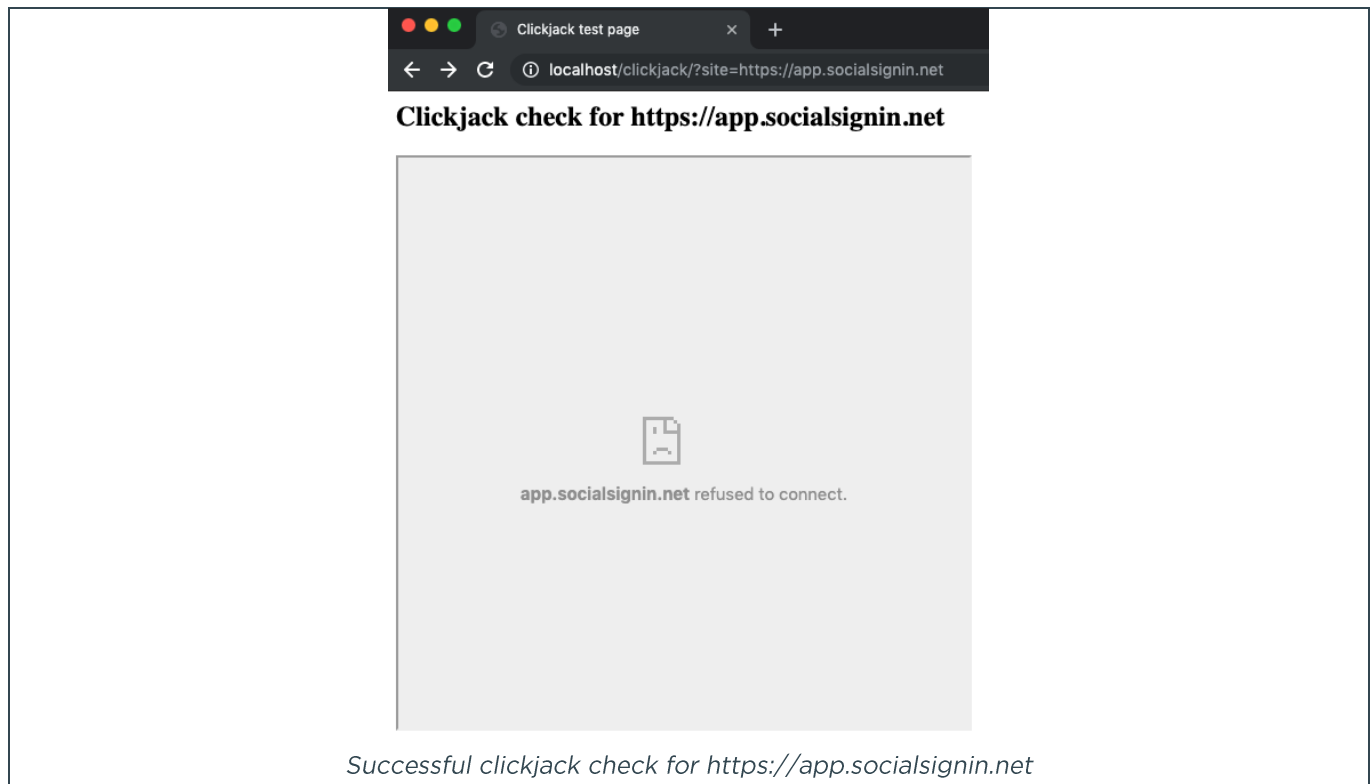 Clickjack test page
localhost/clickjack/?site=https://app.socialsignin.net
Clickjack check for https://app.socialsignin.net
app.socialsignin.net refused to connect.
Successful clickjack check for https://app.socialsignin.net